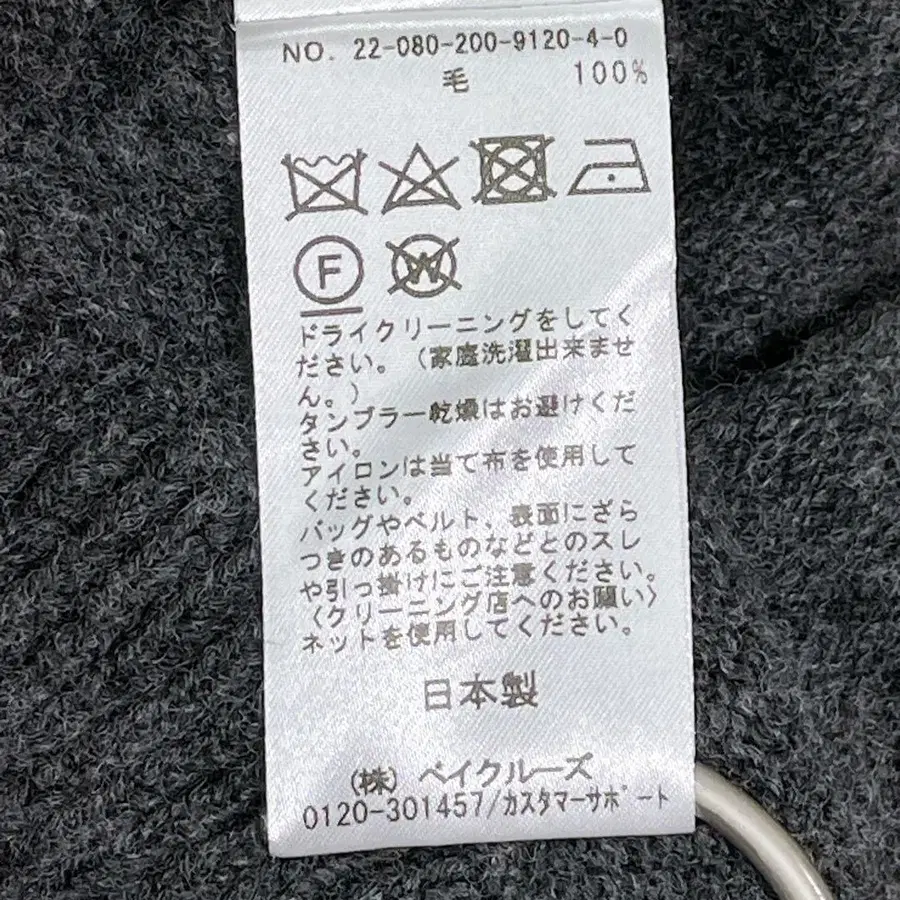 NO. 22-080-200-9120-4-0
毛 100%
F W
ドライクリーニングをしてく
ださい。(家庭洗濯出来ませ
ん。)
タンブラー乾燥はお避けくだ
さい。
アイロンは当て布を使用して
ください。
バッグやベルト、表面にざら
つきのあるものなどとのスレ
や引っ掛けにご注意ください。
〈クリーニング店へのお願い〉
ネットを使用してください。
日本製
(株) ベイクルーズ
0120-301457/カスタマーサポート